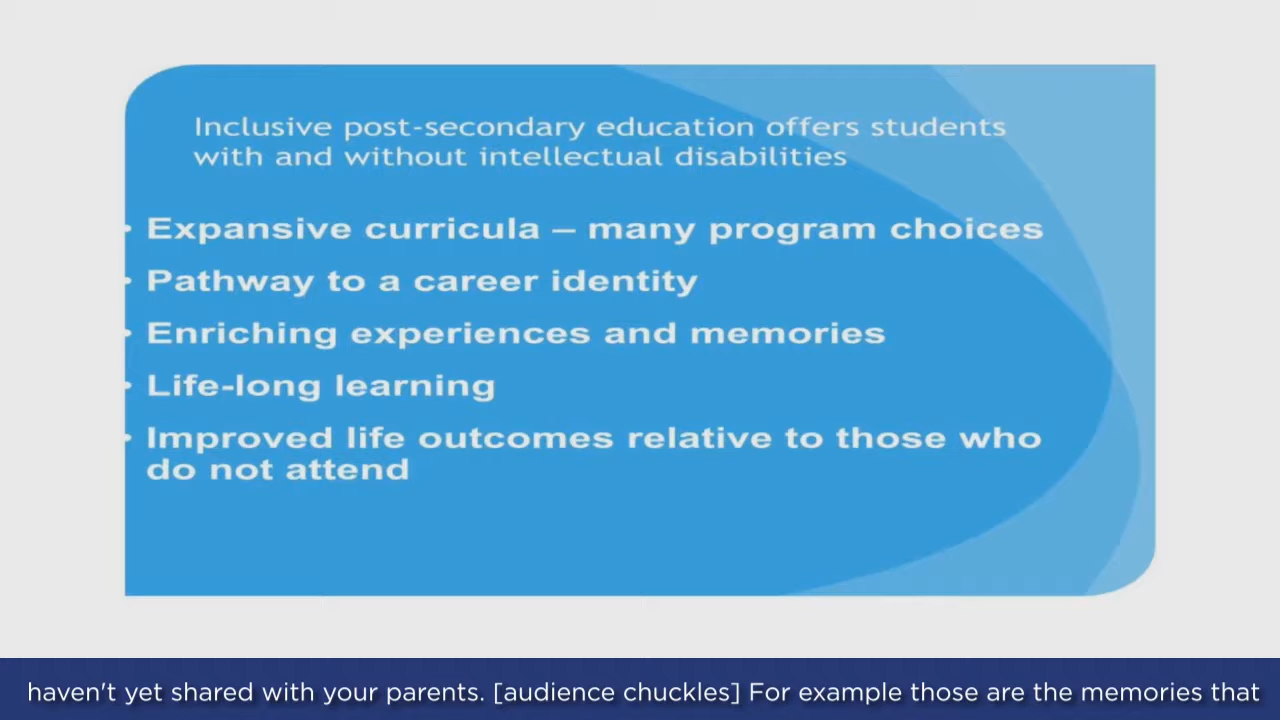 Inclusive post-secondary education offers students
with and without intellectual disabilities
• Expansive curricula – many program choices
• Pathway to a career identity
• Enriching experiences and memories
• Life-long learning
• Improved life outcomes relative to those who
do not attend
haven't yet shared with your parents. [audience chuckles] For example those are the memories that